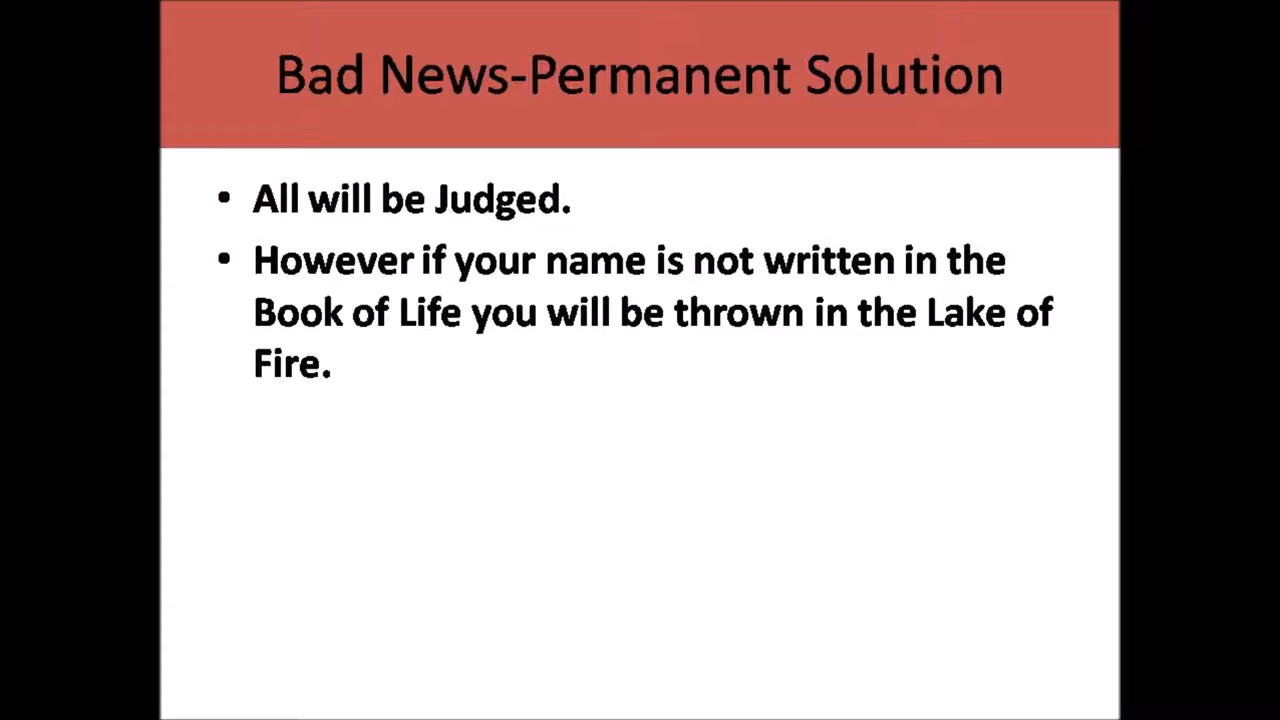 Bad News-Permanent Solution
• All will be Judged.
• However if your name is not written in the
Book of Life you will be thrown in the Lake of
Fire.